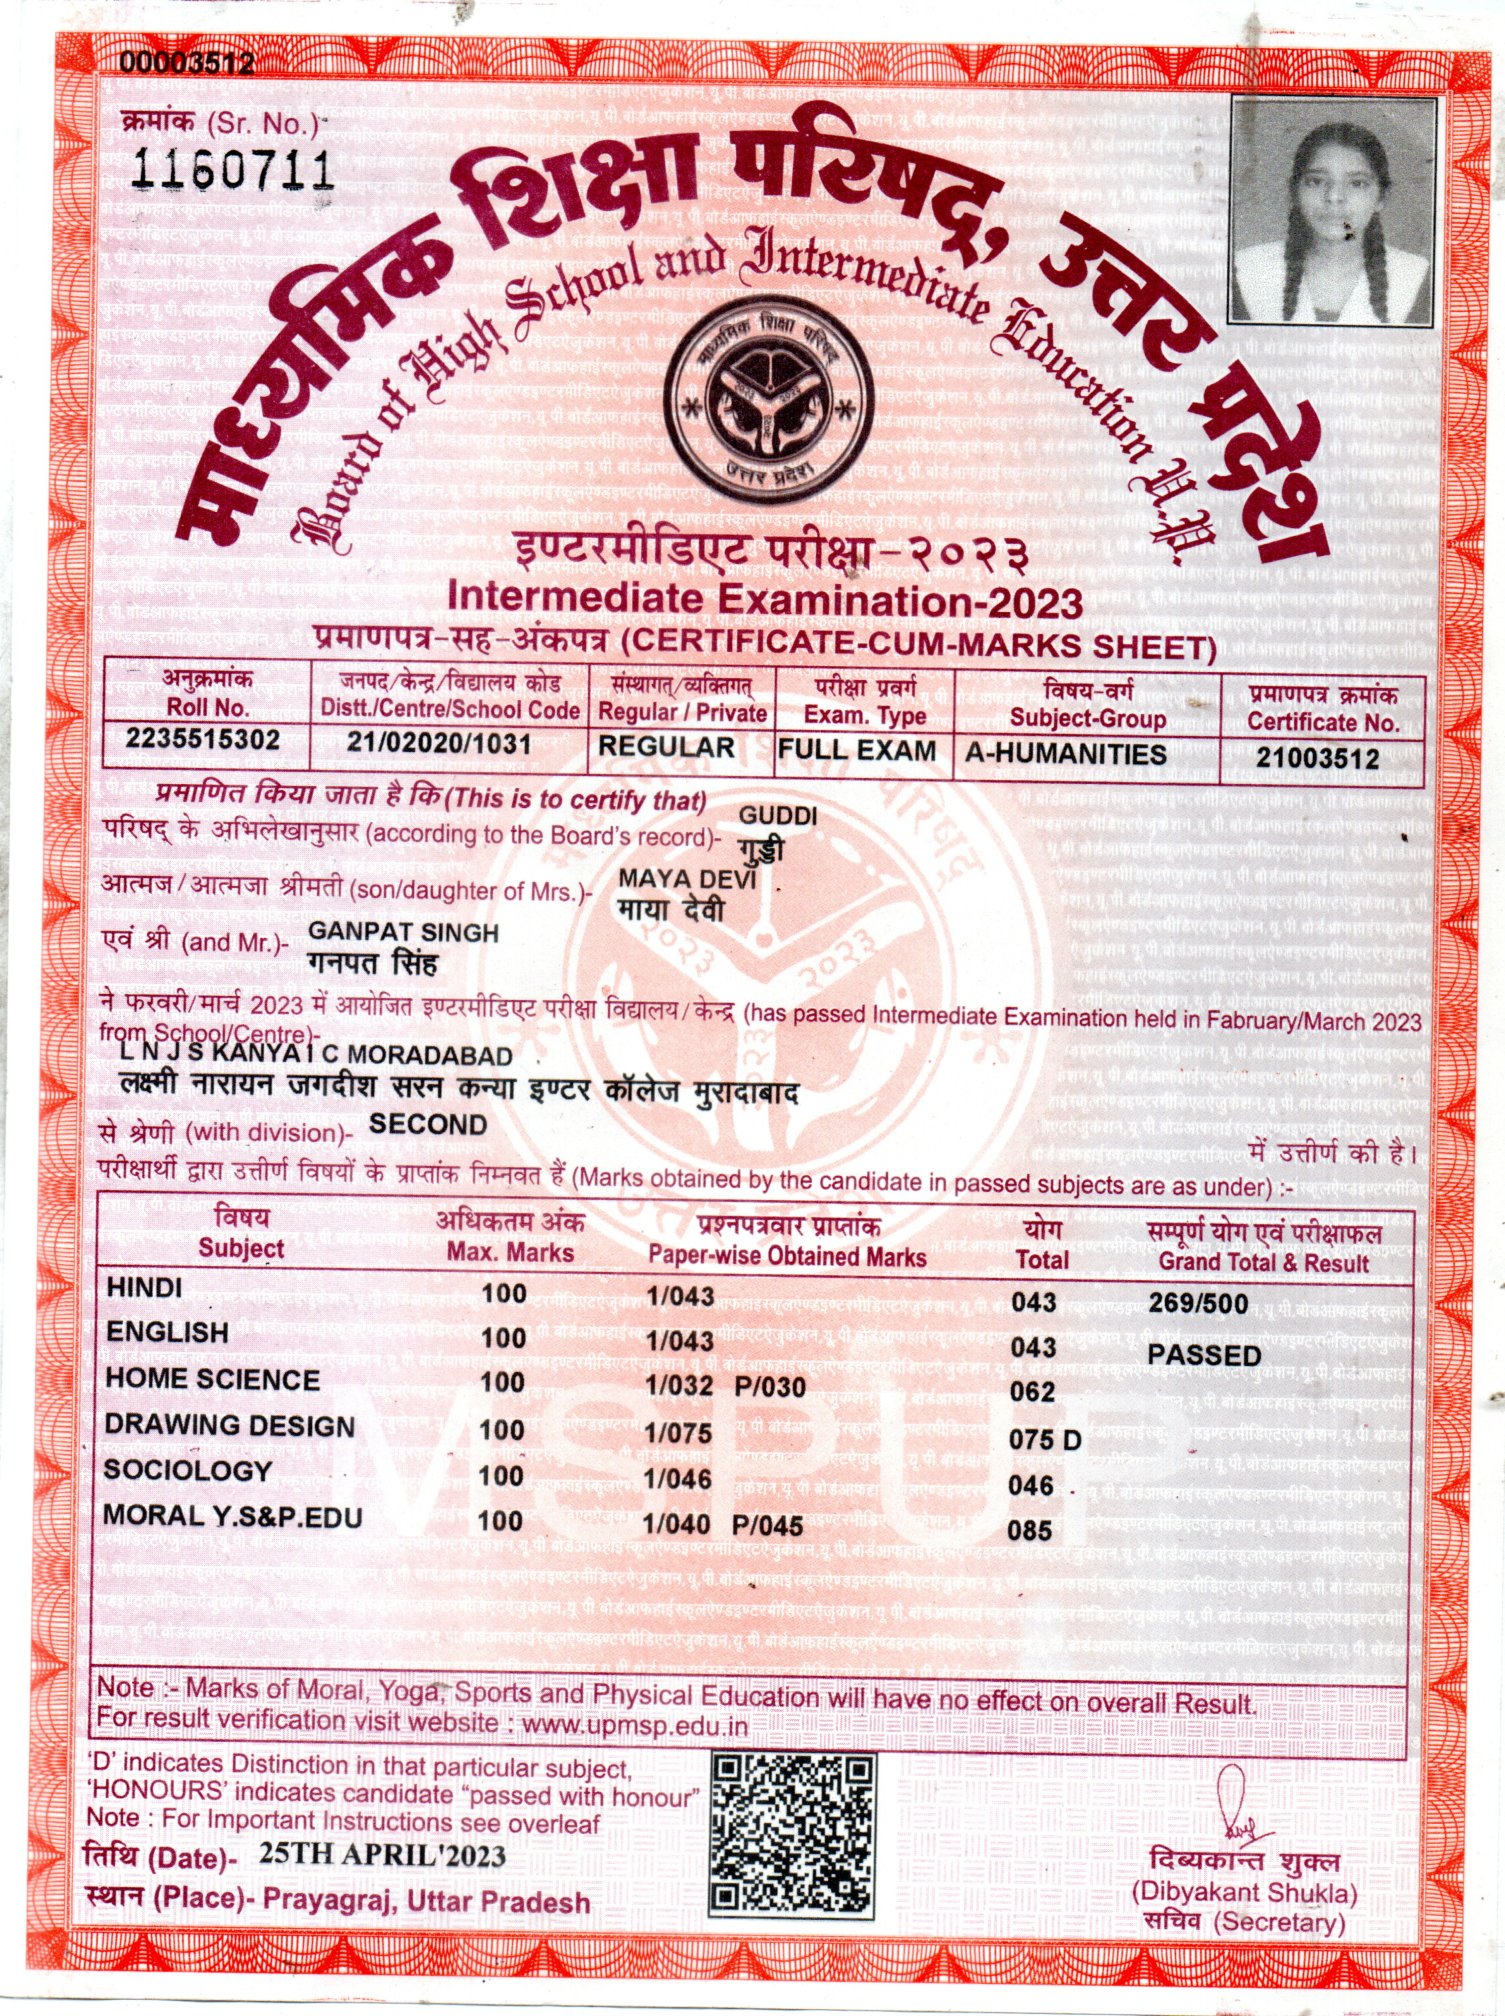 00003512
क्रमांक (Sr. No.)
1160711
माध्यमिक शिक्षा परिषद्, उत्तर प्रदेश
Board of High School and Intermediate Education U.P.
माध्यमिक शिक्षा परिषद
उत्तर प्रदेश
इण्टरमीडिएट परीक्षा-२०२३
Intermediate Examination-2023
प्रमाणपत्र-सह-अंकपत्र (CERTIFICATE-CUM-MARKS SHEET)
अनुक्रमांक जनपद/केन्द्र/विद्यालय कोड संस्थागत्/व्यक्तिगत् परीक्षा प्रवर्ग विषय-वर्ग प्रमाणपत्र क्रमांक
Roll No. Distt./Centre/School Code Regular / Private Exam. Type Subject-Group Certificate No.
2235515302 21/02020/1031 REGULAR FULL EXAM A-HUMANITIES 21003512
प्रमाणित किया जाता है कि (This is to certify that) GUDDI
परिषद् के अभिलेखानुसार (according to the Board's record)- गुड्डी
आत्मज/आत्मजा श्रीमती (son/daughter of Mrs.)- MAYA DEVI
माया देवी
एवं श्री (and Mr.)- GANPAT SINGH
गनपत सिंह
ने फरवरी/मार्च 2023 में आयोजित इण्टरमीडिएट परीक्षा विद्यालय/केन्द्र (has passed Intermediate Examination held in Fabruary/March 2023
from School/Centre)-
L N J S KANYA I C MORADABAD
लक्ष्मी नारायन जगदीश सरन कन्या इण्टर कॉलेज मुरादाबाद
से श्रेणी (with division)- SECOND में उत्तीर्ण की है।
परीक्षार्थी द्वारा उत्तीर्ण विषयों के प्राप्तांक निम्नवत हैं (Marks obtained by the candidate in passed subjects are as under) :-
विषय अधिकतम अंक प्रश्नपत्रवार प्राप्तांक योग सम्पूर्ण योग एवं परीक्षाफल
Subject Max. Marks Paper-wise Obtained Marks Total Grand Total & Result
HINDI 100 1/043 043 269/500
ENGLISH 100 1/043 043 PASSED
HOME SCIENCE 100 1/032 P/030 062
DRAWING DESIGN 100 1/075 075 D
SOCIOLOGY 100 1/046 046
MORAL Y.S&P.EDU 100 1/040 P/045 085
MSPUP
Note :- Marks of Moral, Yoga, Sports and Physical Education will have no effect on overall Result.
For result verification visit website : www.upmsp.edu.in
'D' indicates Distinction in that particular subject,
'HONOURS' indicates candidate "passed with honour"
Note : For Important Instructions see overleaf
तिथि (Date)- 25TH APRIL'2023
स्थान (Place)- Prayagraj, Uttar Pradesh
दिब्यकान्त शुक्ल
(Dibyakant Shukla)
सचिव (Secretary)